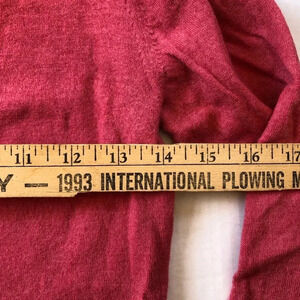 11 12 13 14 15 16 17
Y — 1993 INTERNATIONAL PLOWING M